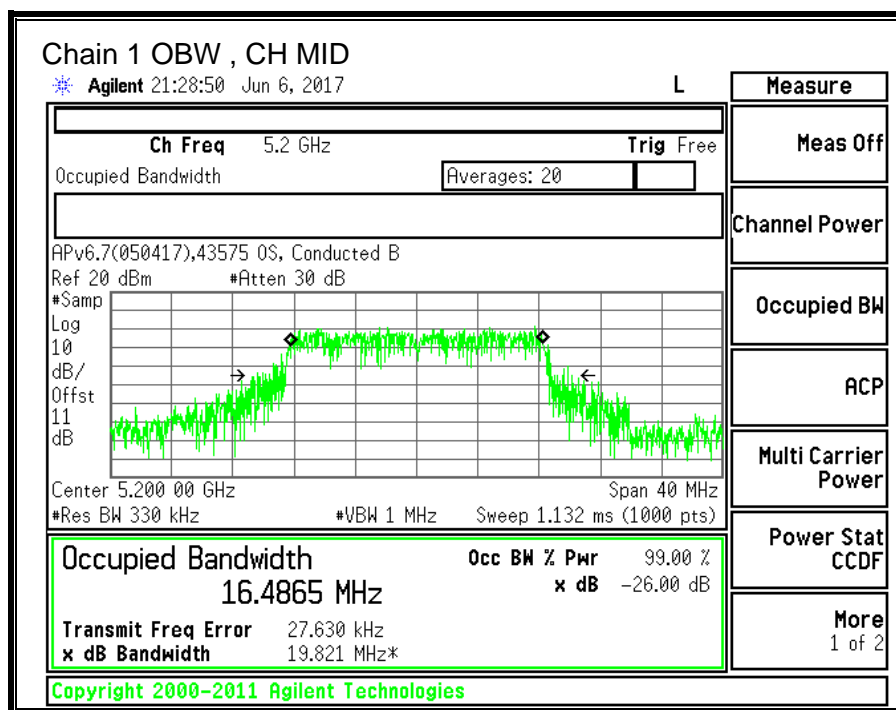 Chain 1 OBW , CH MID
Agilent 21:28:50 Jun 6, 2017 L
Measure
Ch Freq 5.2 GHz Trig Free
Meas Off
Occupied Bandwidth Averages: 20
Channel Power
APv6.7(050417),43575 OS, Conducted B
Ref 20 dBm #Atten 30 dB
#Samp
Log
10
dB/
Offst
11
dB
Occupied BW
ACP
Multi Carrier
Power
Center 5.200 00 GHz Span 40 MHz
#Res BW 330 kHz #VBW 1 MHz Sweep 1.132 ms (1000 pts)
Power Stat
CCDF
Occupied Bandwidth Occ BW % Pwr 99.00 %
16.4865 MHz x dB -26.00 dB
Transmit Freq Error 27.630 kHz
x dB Bandwidth 19.821 MHz*
More
1 of 2
Copyright 2000-2011 Agilent Technologies